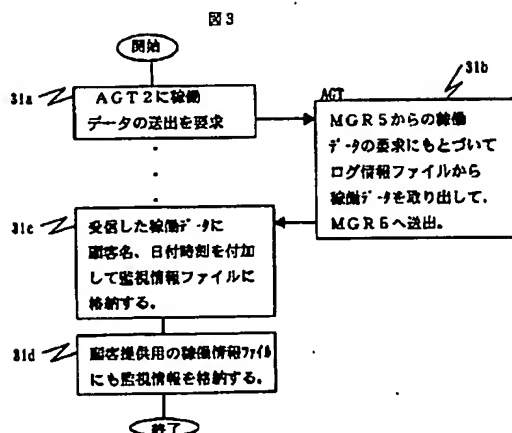 図3
開始
31a
AGT2に稼働
データの送出を要求
31b
AGT
MGR5からの稼働
データの要求にもとづいて
ログ情報ファイルから
稼働データを取り出して、
MGR5へ送出。
31c
受信した稼働データに
顧客名、日付時刻を付加
して監視情報ファイルに
格納する。
31d
顧客提供用の稼働情報ファイル
にも監視情報を格納する。
終了